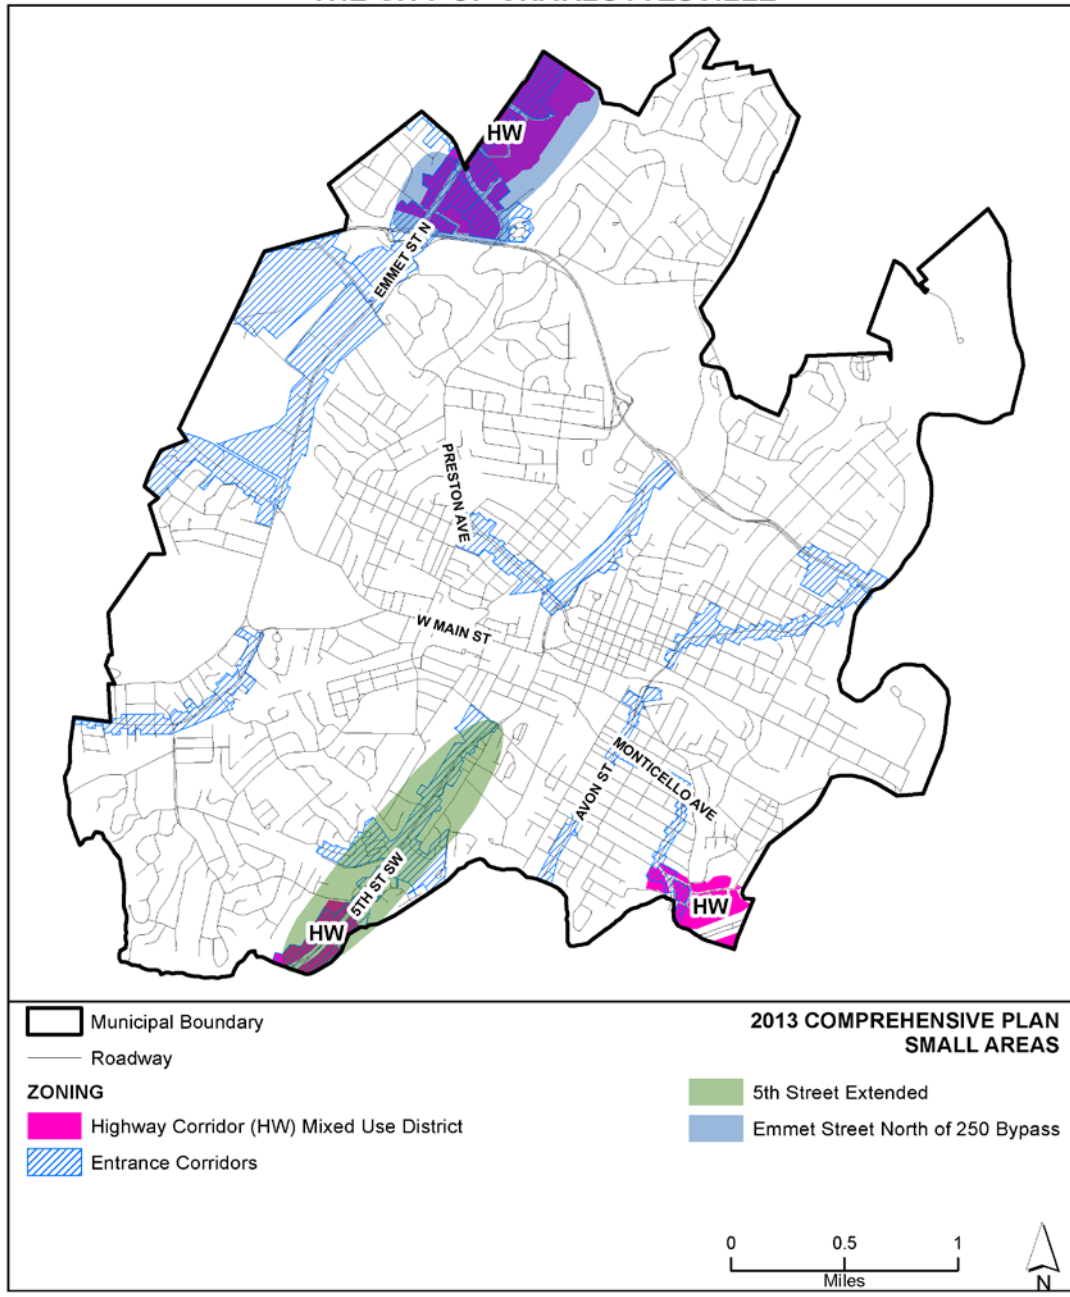 HW
EMMET ST N
PRESTON AVE
W MAIN ST
MONTICELLO AVE
AVON ST
5TH ST SW
HW
HW
Municipal Boundary
Roadway
ZONING
Highway Corridor (HW) Mixed Use District
Entrance Corridors
2013 COMPREHENSIVE PLAN
SMALL AREAS
5th Street Extended
Emmet Street North of 250 Bypass
0 0.5 1
Miles
N